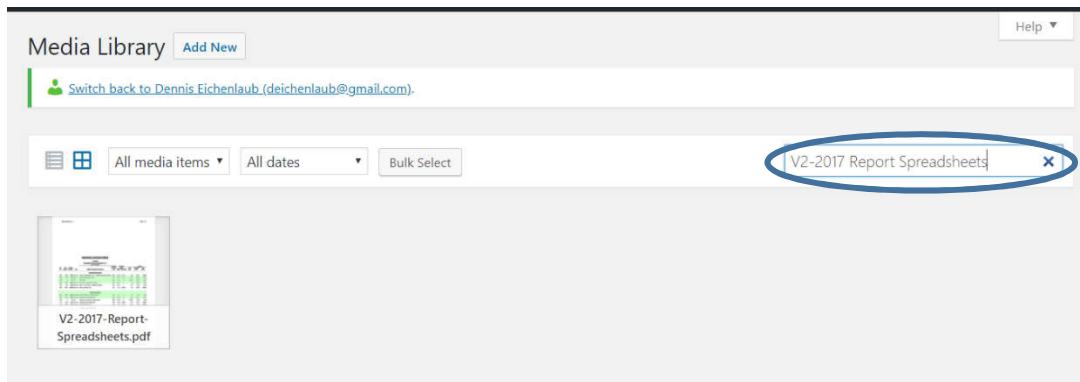 Help ▼
Media Library Add New
Switch back to Dennis Eichenlaub (deichenlaub@gmail.com).
All media items ▼ All dates ▼ Bulk Select V2-2017 Report Spreadsheets ×
V2-2017-Report-
Spreadsheets.pdf